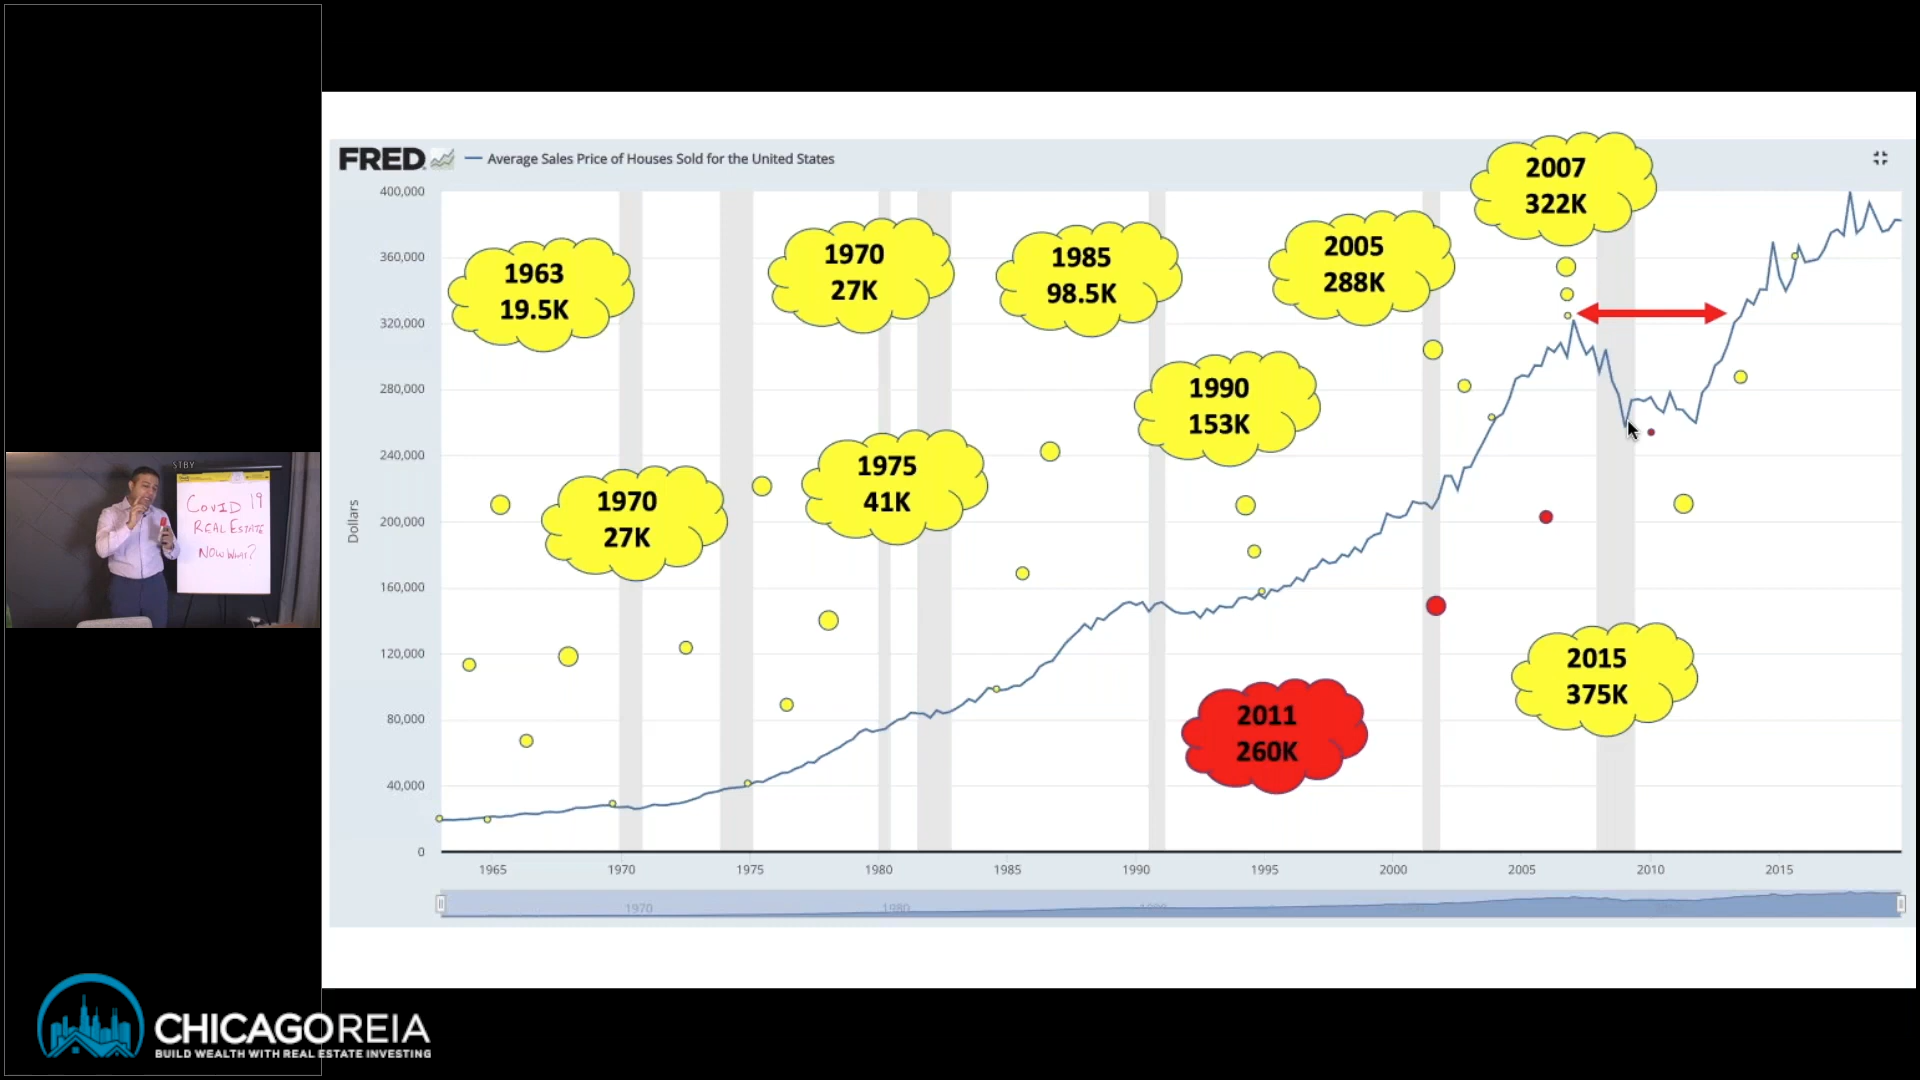 FRED
Average Sales Price of Houses Sold for the United States
400,000
360,000
320,000
280,000
240,000
200,000
160,000
120,000
80,000
40,000
0
Dollars
1963
19.5K
1970
27K
1970
27K
1975
41K
1985
98.5K
1990
153K
2005
288K
2007
322K
2011
260K
2015
375K
1965
1970
1975
1980
1985
1990
1995
2000
2005
2010
2015
1970
1980
1990
STBY
COVID 19
REAL ESTATE
NOW WHAT?
CHICAGOREIA
BUILD WEALTH WITH REAL ESTATE INVESTING